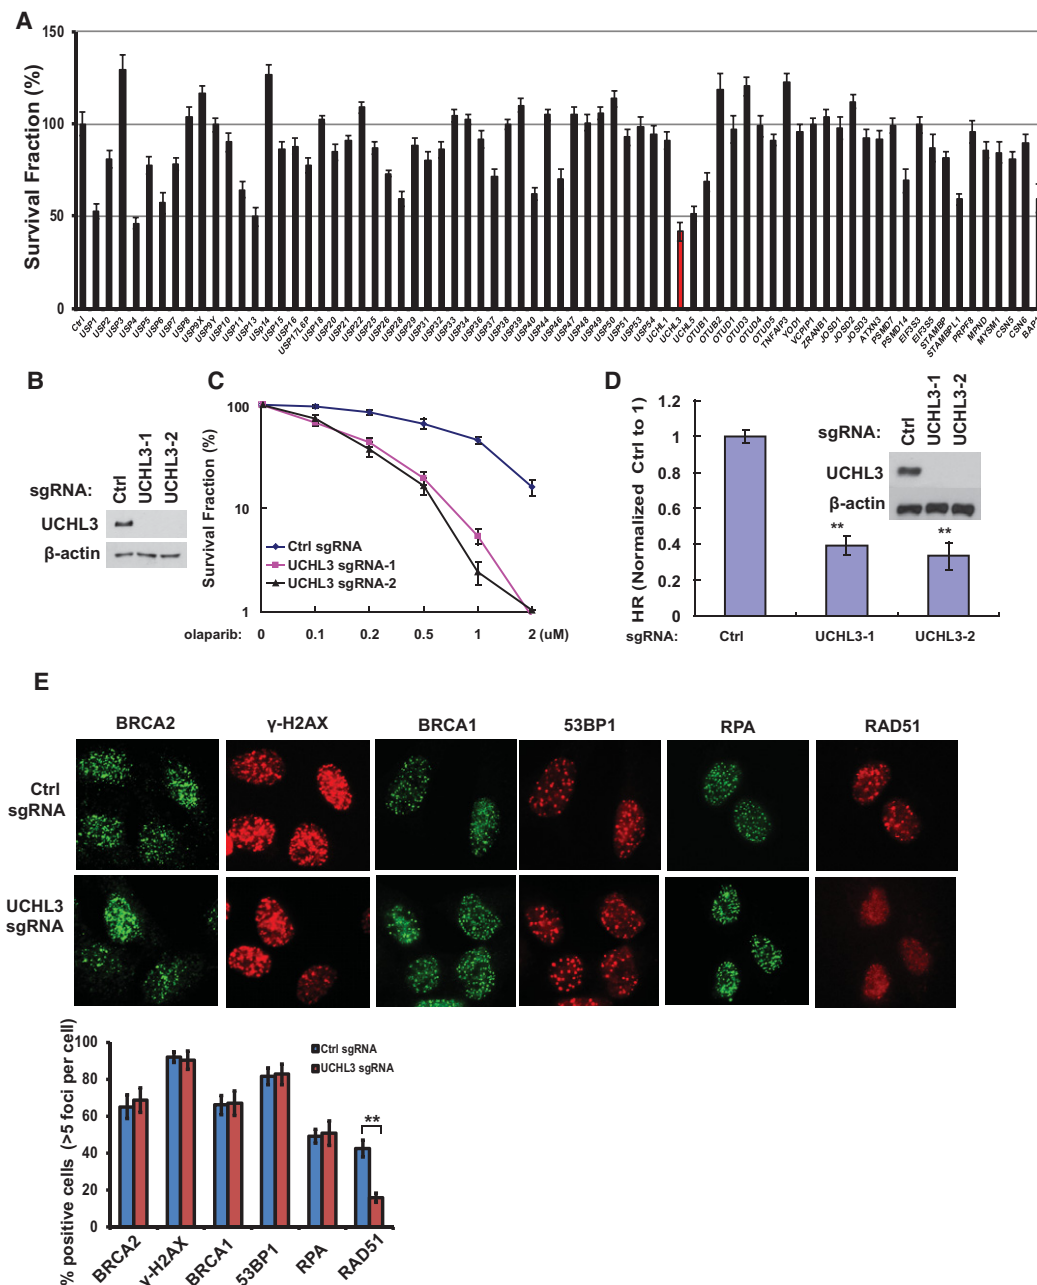 A
Survival Fraction (%)
150
100
50
0
Ctrl
USP1
USP2
USP3
USP4
USP5
USP6
USP7
USP8
USP9X
USP9Y
USP10
USP11
USP13
USp14
USP15
USP16
USP17L6P
USP18
USP20
USP21
USP22
USP25
USP26
USP28
USP29
USP31
USP32
USP33
USP34
USP36
USP37
USP38
USP39
USP40
USP44
USP46
USP47
USP48
USP49
USP50
USP51
USP53
USP54
UCHL1
UCHL3
UCHL5
OTUB1
OTUB2
OTUD1
OTUD3
OTUD4
OTUD5
TNFAIP3
YOD1
VCPIP1
ZRANB1
JOSD1
JOSD2
JOSD3
ATXN3
PSMD7
PSMD14
EIF3S3
EIF3S5
STAMBP
STAMBPL1
PRPF8
MPND
MYSM1
CSN5
CSN6
BAP1
B
sgRNA:
Ctrl
UCHL3-1
UCHL3-2
UCHL3
β-actin
C
Survival Fraction (%)
100
10
1
Ctrl sgRNA
UCHL3 sgRNA-1
UCHL3 sgRNA-2
olaparib: 0 0.1 0.2 0.5 1 2 (uM)
D
HR (Normalized Ctrl to 1)
1.2
1
0.8
0.6
0.4
0.2
0
sgRNA:
Ctrl
UCHL3-1
UCHL3-2
UCHL3
β-actin
**
**
sgRNA: Ctrl UCHL3-1 UCHL3-2
E
BRCA2 γ-H2AX BRCA1 53BP1 RPA RAD51
Ctrl
sgRNA
UCHL3
sgRNA
% positive cells (>5 foci per cell)
100
80
60
40
20
0
Ctrl sgRNA
UCHL3 sgRNA
**
BRCA2
γ-H2AX
BRCA1
53BP1
RPA
RAD51